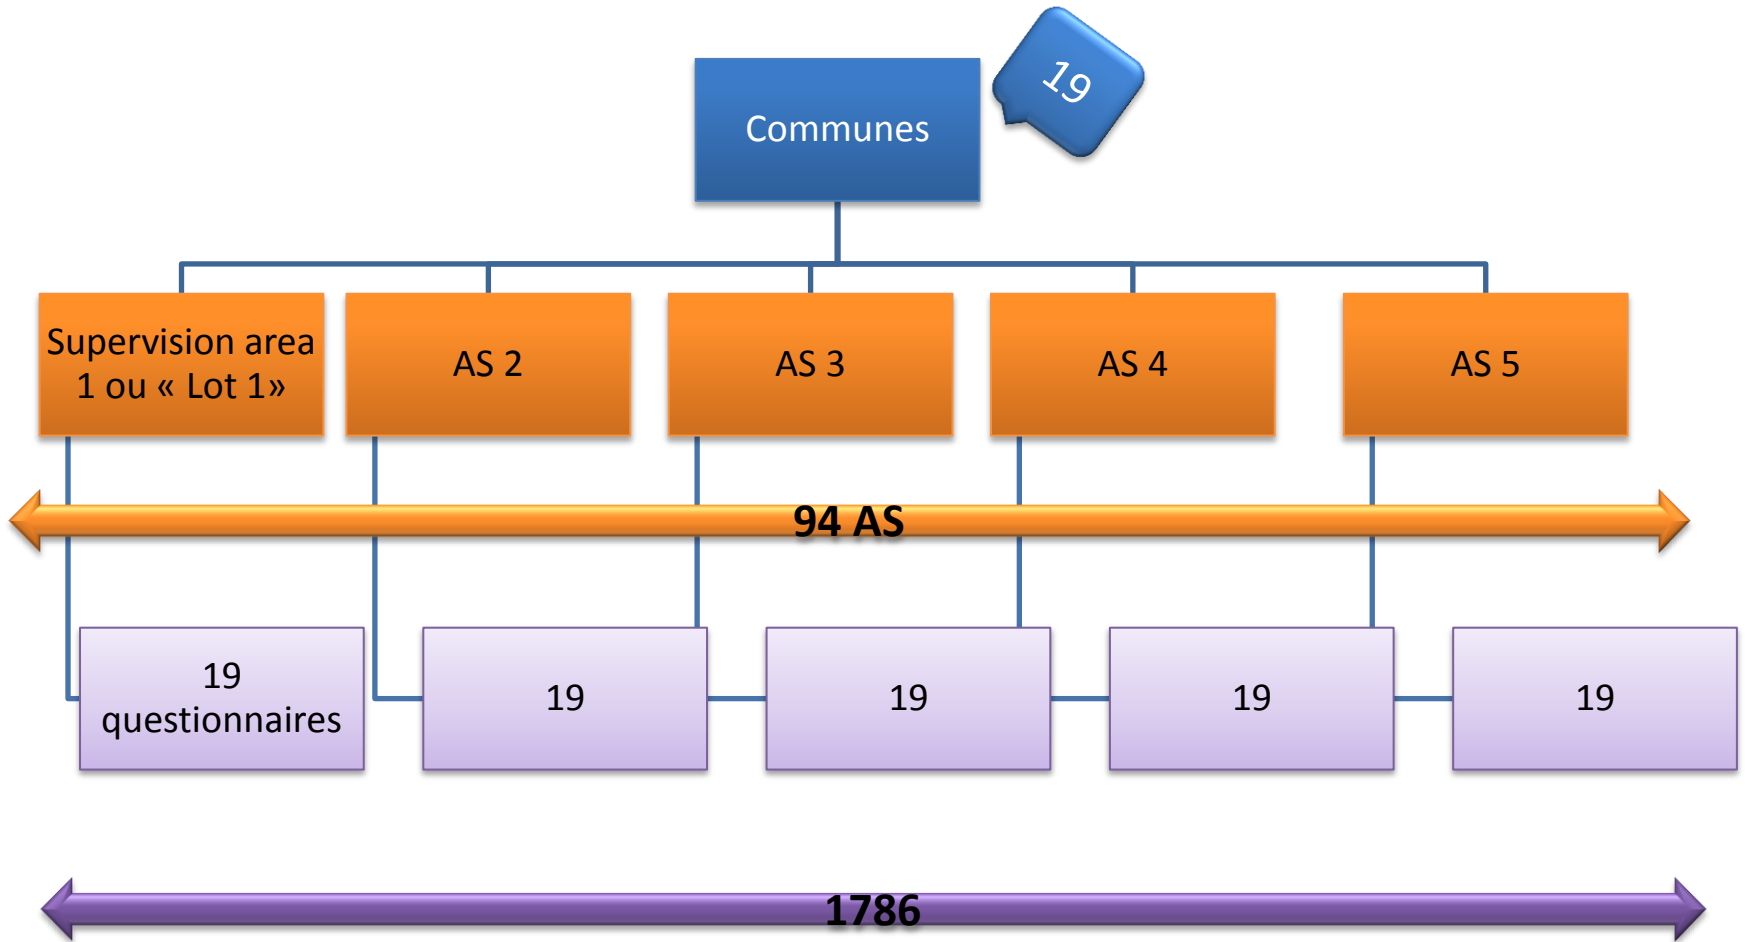 19
Communes
Supervision area
1 ou « Lot 1»
AS 2
AS 3
AS 4
AS 5
94 AS
19
questionnaires
19
19
19
19
1786